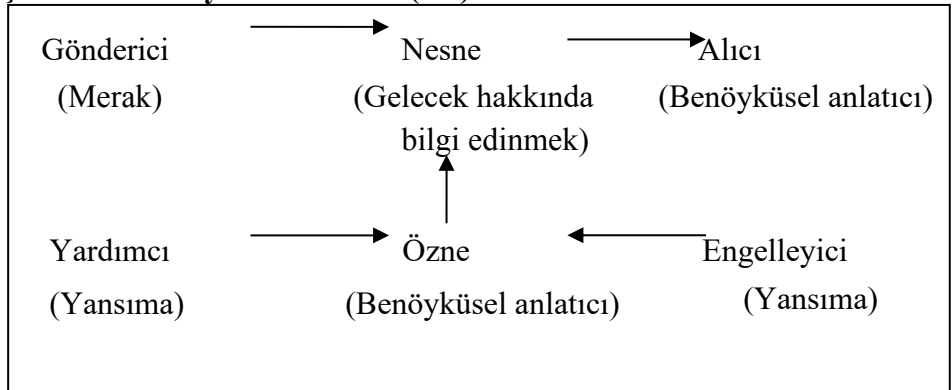 Gönderici Nesne Alıcı
(Merak) (Gelecek hakkında (Benöyküsel anlatıcı)
bilgi edinmek)
Yardımcı Özne Engelleyici
(Yansıma) (Benöyküsel anlatıcı) (Yansıma)